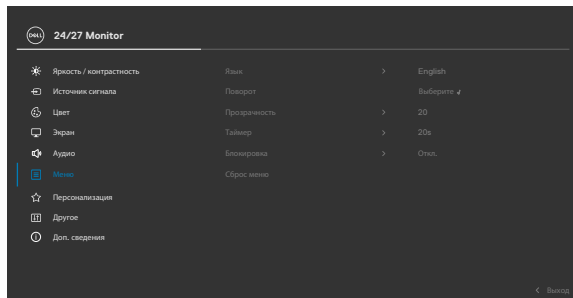 DELL 24/27 Monitor
Яркость / контрастность
Источник сигнала
Цвет
Экран
Аудио
Меню
Персонализация
Другое
Доп. сведения
Язык > English
Поворот Выберите
Прозрачность > 20
Таймер > 20s
Блокировка > Откл.
Сброс меню
< Выход